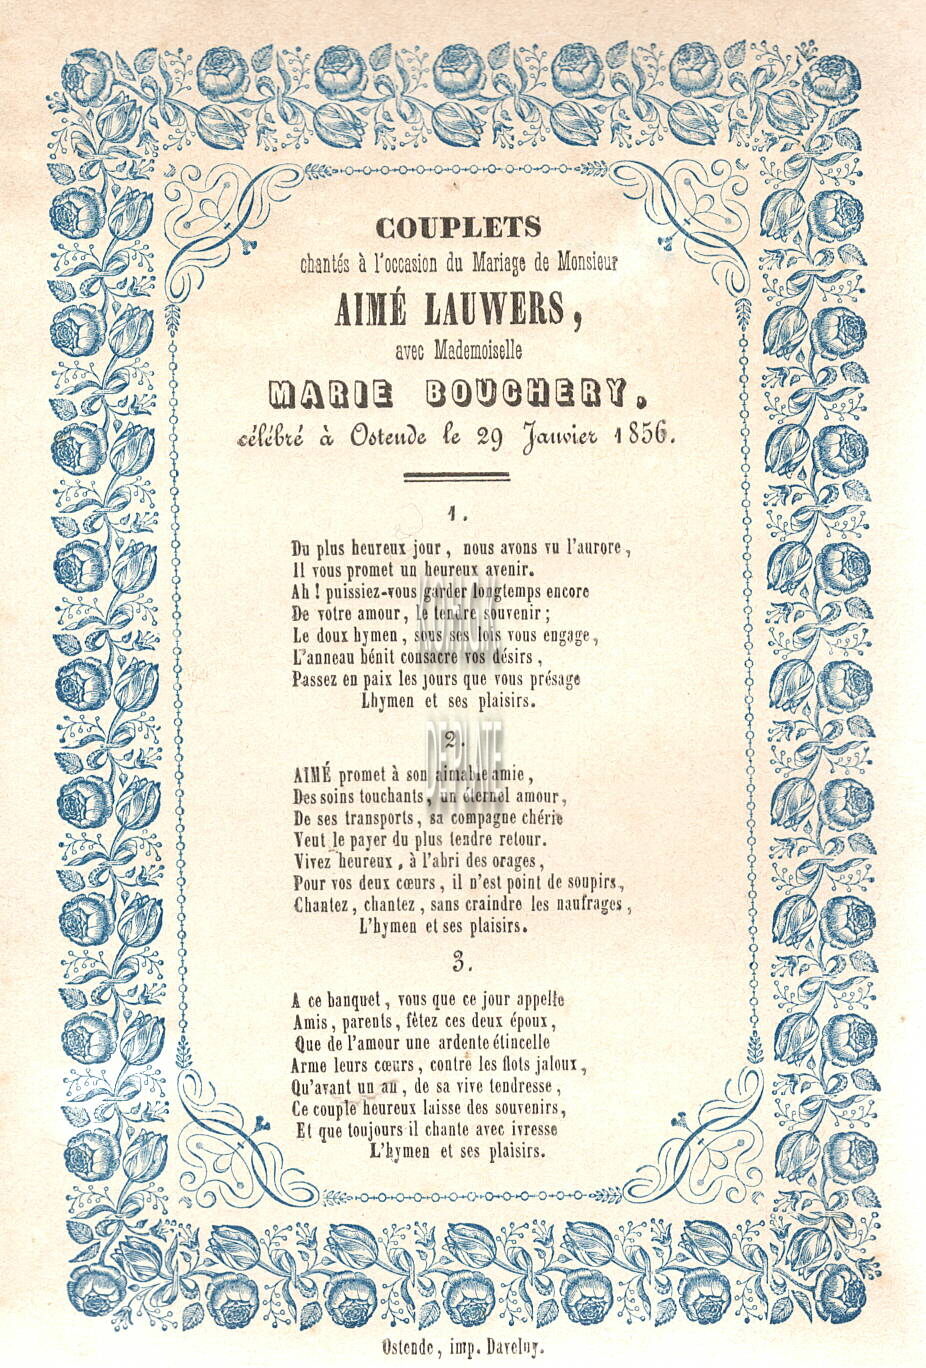 COUPLETS
chantés à l'occasion du Mariage de Monsieur
AIMÉ LAUWERS,
avec Mademoiselle
MARIE BOUCHERY,
célébré à Ostende le 29 Janvier 1856.
1.
Du plus heureux jour, nous avons vu l'aurore,
Il vous promet un heureux avenir.
Ah ! puissiez-vous garder longtemps encore
De votre amour, le tendre souvenir ;
Le doux hymen, sous ses lois vous engage,
L'anneau bénit consacre vos désirs,
Passez en paix les jours que vous présage
Lhymen et ses plaisirs.
2.
AIMÉ promet à son aimable amie,
Des soins touchants, un éternel amour,
De ses transports, sa compagne chérie
Veut le payer du plus tendre retour.
Vivez heureux, à l'abri des orages,
Pour vos deux cœurs, il n'est point de soupirs,
Chantez, chantez, sans craindre les naufrages,
L'hymen et ses plaisirs.
3.
A ce banquet, vous que ce jour appelle
Amis, parents, fêtez ces deux époux,
Que de l'amour une ardente étincelle
Arme leurs cœurs, contre les flots jaloux,
Qu'avant un an, de sa vive tendresse,
Ce couple heureux laisse des souvenirs,
Et que toujours il chante avec ivresse
L'hymen et ses plaisirs.
Ostende, imp. Daveluy.